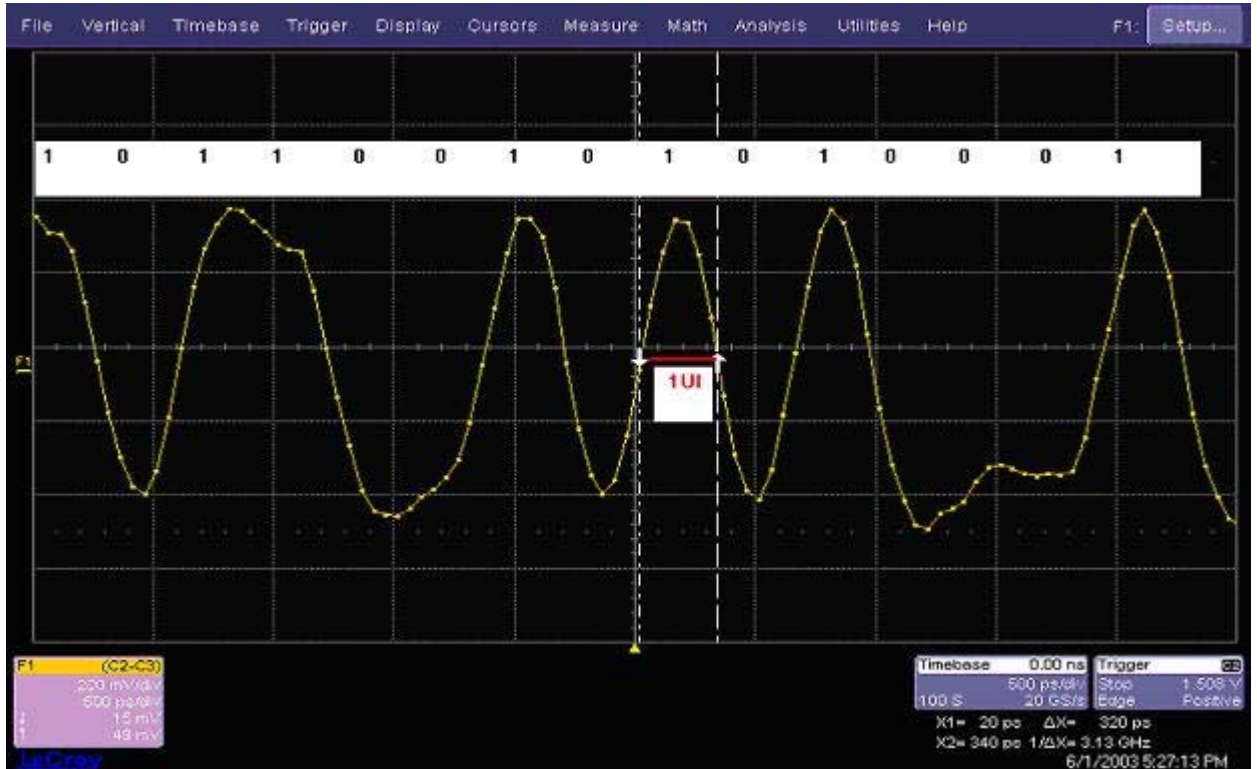 File Vertical Timebase Trigger Display Cursors Measure Math Analysis Utilities Help F1: Setup...
1 0 1 1 0 0 1 0 1 0 1 0 0 0 1
F1
1UI
F1 (C2-C3)
200 mV/div
500 ps/div
15 mV
49 mV
Timebase 0.00 ns
500 ps/div
100 S 20 GS/s
Trigger C2
Stop 1.508 V
Edge Positive
X1= 20 ps ΔX= 320 ps
X2= 340 ps 1/ΔX= 3.13 GHz
LeCroy
6/1/2003 5:27:13 PM